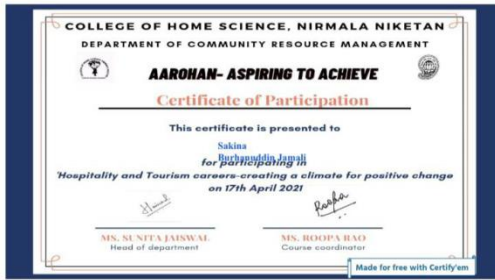 COLLEGE OF HOME SCIENCE, NIRMALA NIKETAN
DEPARTMENT OF COMMUNITY RESOURCE MANAGEMENT
AAROHAN- ASPIRING TO ACHIEVE
Certificate of Participation
This certificate is presented to
Sakina
Burhanuddin Jamali
for participating in
'Hospitality and Tourism careers-creating a climate for positive change
on 17th April 2021
Roopa
MS. SUNITA JAISWAL
MS. ROOPA RAO
Head of department
Course coordinator
Made for free with Certify'em